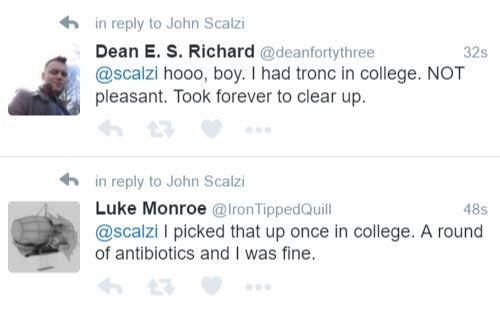 in reply to John Scalzi
Dean E. S. Richard @deanfortythree 32s
@scalzi hooo, boy. I had tronc in college. NOT
pleasant. Took forever to clear up.
in reply to John Scalzi
Luke Monroe @IronTippedQuill 48s
@scalzi I picked that up once in college. A round
of antibiotics and I was fine.